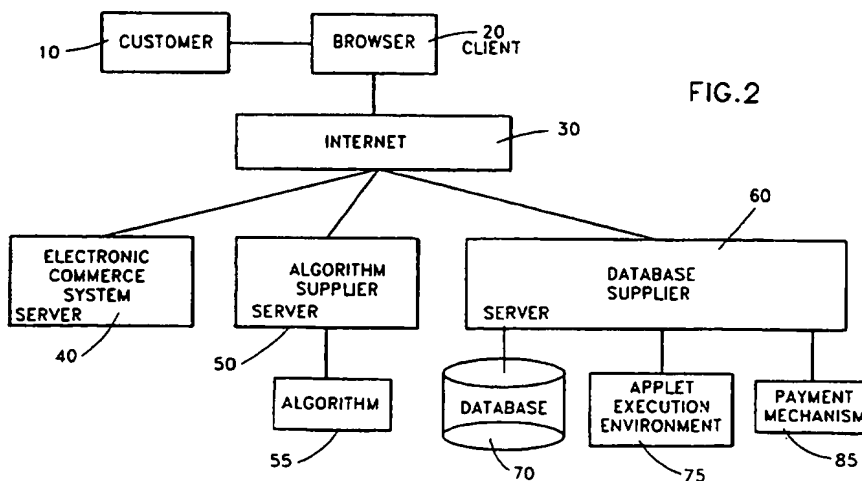 10
CUSTOMER
BROWSER
20
CLIENT
FIG.2
INTERNET
30
60
ELECTRONIC
COMMERCE
SYSTEM
SERVER
40
ALGORITHM
SUPPLIER
SERVER
50
DATABASE
SUPPLIER
SERVER
ALGORITHM
55
DATABASE
70
APPLET
EXECUTION
ENVIRONMENT
75
PAYMENT
MECHANISM
85